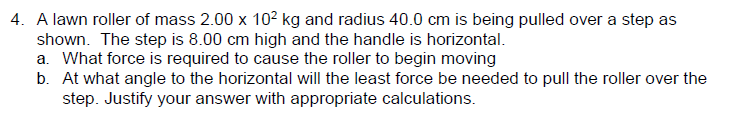 4. A lawn roller of mass 2.00 x 10² kg and radius 40.0 cm is being pulled over a step as
shown. The step is 8.00 cm high and the handle is horizontal.
a. What force is required to cause the roller to begin moving
b. At what angle to the horizontal will the least force be needed to pull the roller over the
step. Justify your answer with appropriate calculations.